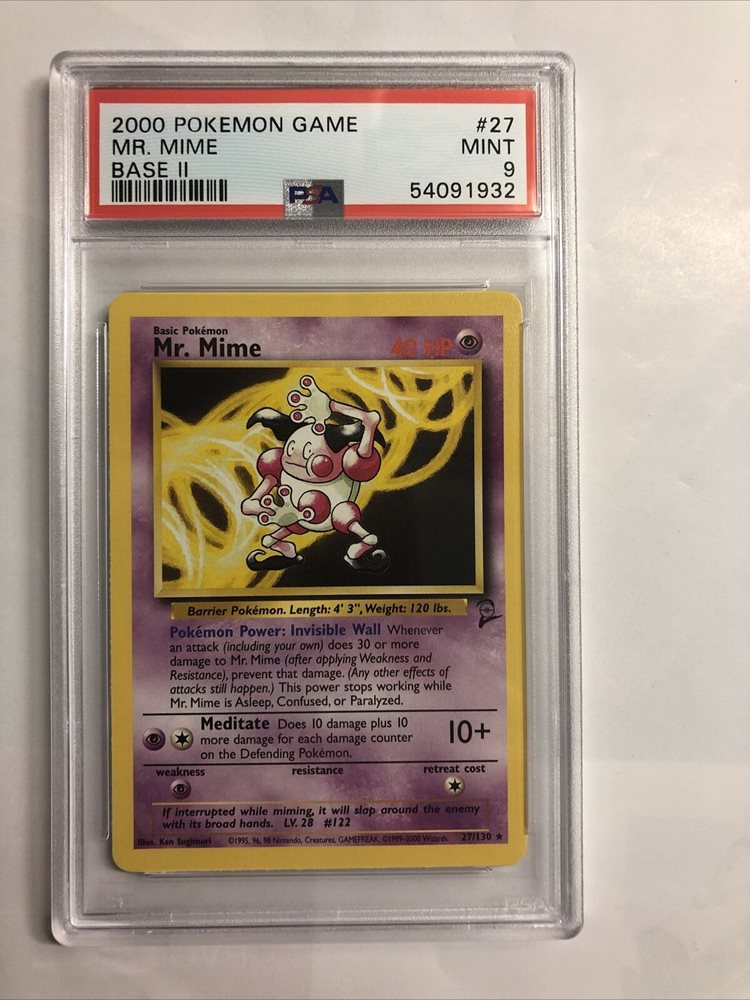 2000 POKEMON GAME #27
MR. MIME MINT
BASE II 9
PSA 54091932
Basic Pokémon
Mr. Mime 40 HP
Barrier Pokémon. Length: 4' 3", Weight: 120 lbs.
Pokémon Power: Invisible Wall Whenever
an attack (including your own) does 30 or more
damage to Mr. Mime (after applying Weakness and
Resistance), prevent that damage. (Any other effects of
attacks still happen.) This power stops working while
Mr. Mime is Asleep, Confused, or Paralyzed.
Meditate Does 10 damage plus 10
more damage for each damage counter 10+
on the Defending Pokémon.
weakness resistance retreat cost
If interrupted while miming, it will slap around the enemy
with its broad hands. LV. 28 #122
Illus. Ken Sugimori ©1995, 96, 98 Nintendo, Creatures, GAMEFREAK. ©1999-2000 Wizards. 27/130 ★
PSA